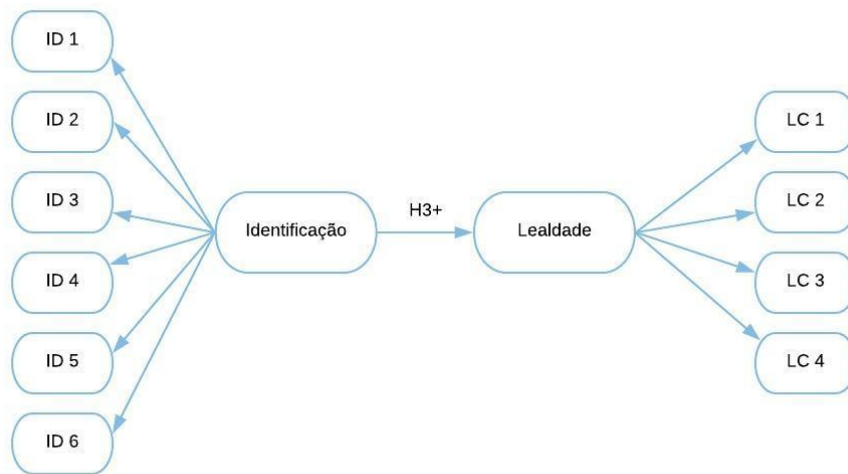 ID 1
ID 2
ID 3
ID 4
ID 5
ID 6
Identificação
H3+
Lealdade
LC 1
LC 2
LC 3
LC 4